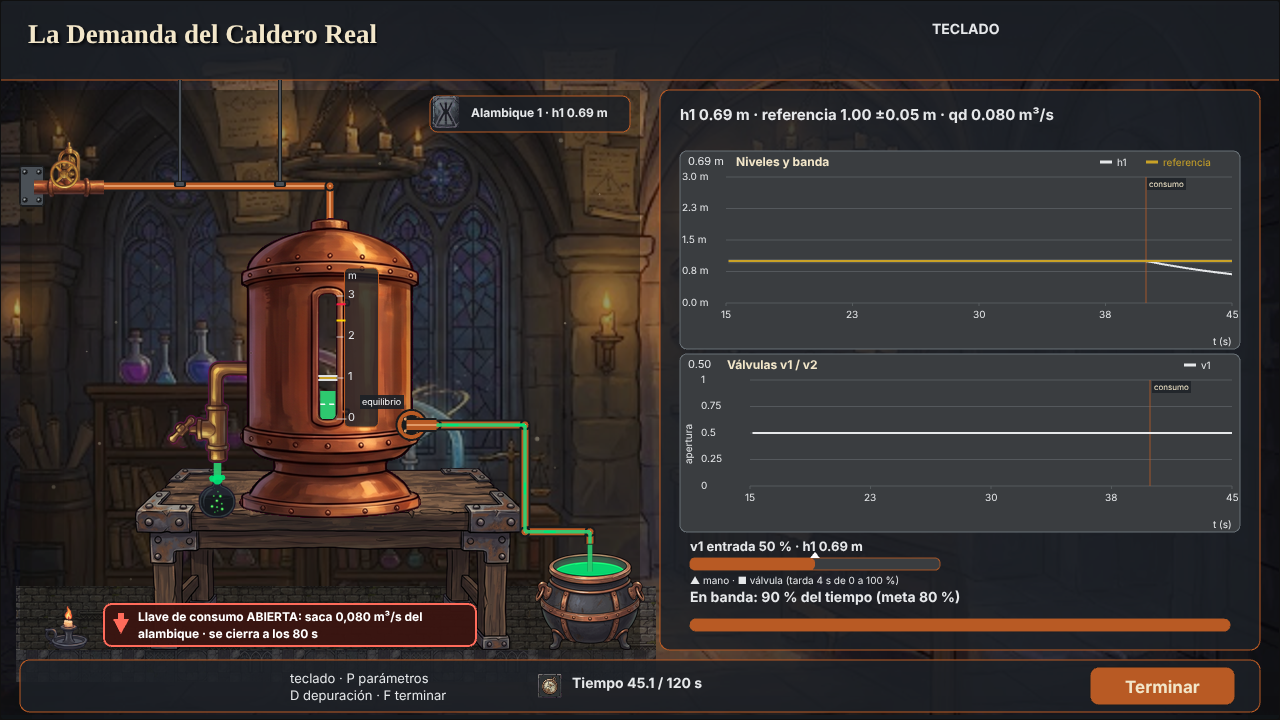 La Demanda del Caldero Real
TECLADO
Alambique 1 · h1 0.69 m
m
3
2
1
0
equilibrio
Llave de consumo ABIERTA: saca 0,080 m³/s del
alambique · se cierra a los 80 s
h1 0.69 m · referencia 1.00 ±0.05 m · qd 0.080 m³/s
0.69 m Niveles y banda
h1 referencia
3.0 m
2.3 m
1.5 m
0.8 m
0.0 m
consumo
15 23 30 38 45
t (s)
0.50 Válvulas v1 / v2
v1
1
0.75
0.5
0.25
0
apertura
consumo
15 23 30 38 45
t (s)
v1 entrada 50 % · h1 0.69 m
▲ mano · ■ válvula (tarda 4 s de 0 a 100 %)
En banda: 90 % del tiempo (meta 80 %)
teclado · P parámetros
D depuración · F terminar
Tiempo 45.1 / 120 s
Terminar